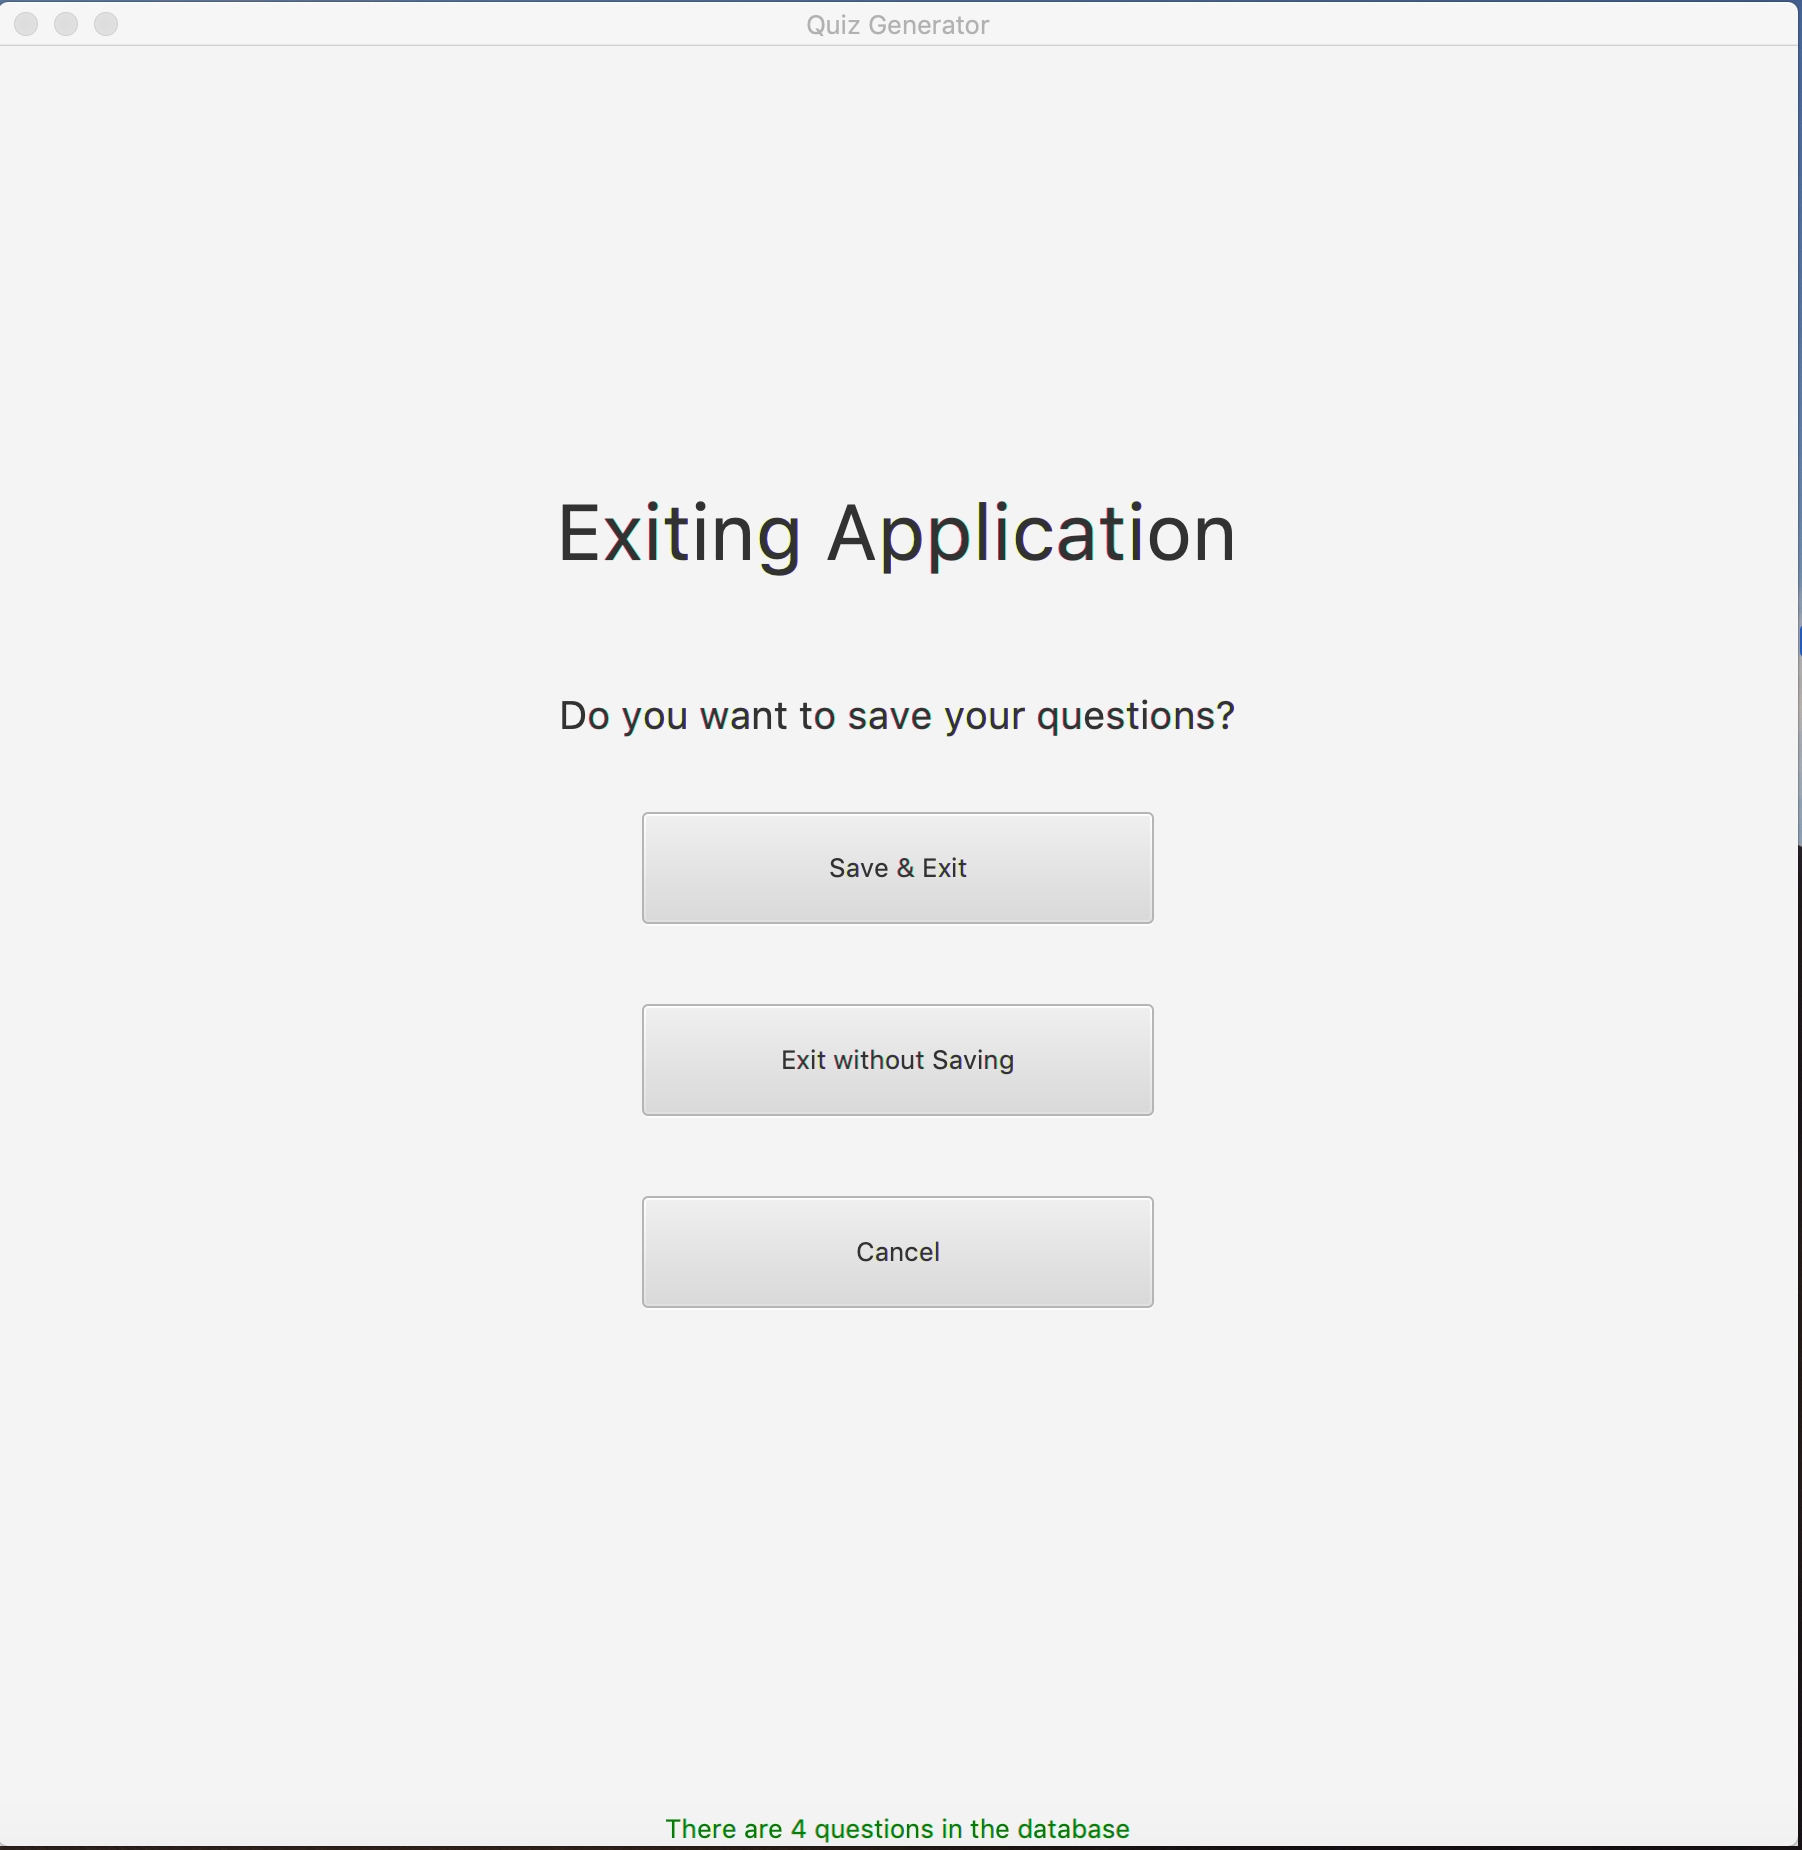 Quiz Generator
Exiting Application
Do you want to save your questions?
Save & Exit
Exit without Saving
Cancel
There are 4 questions in the database